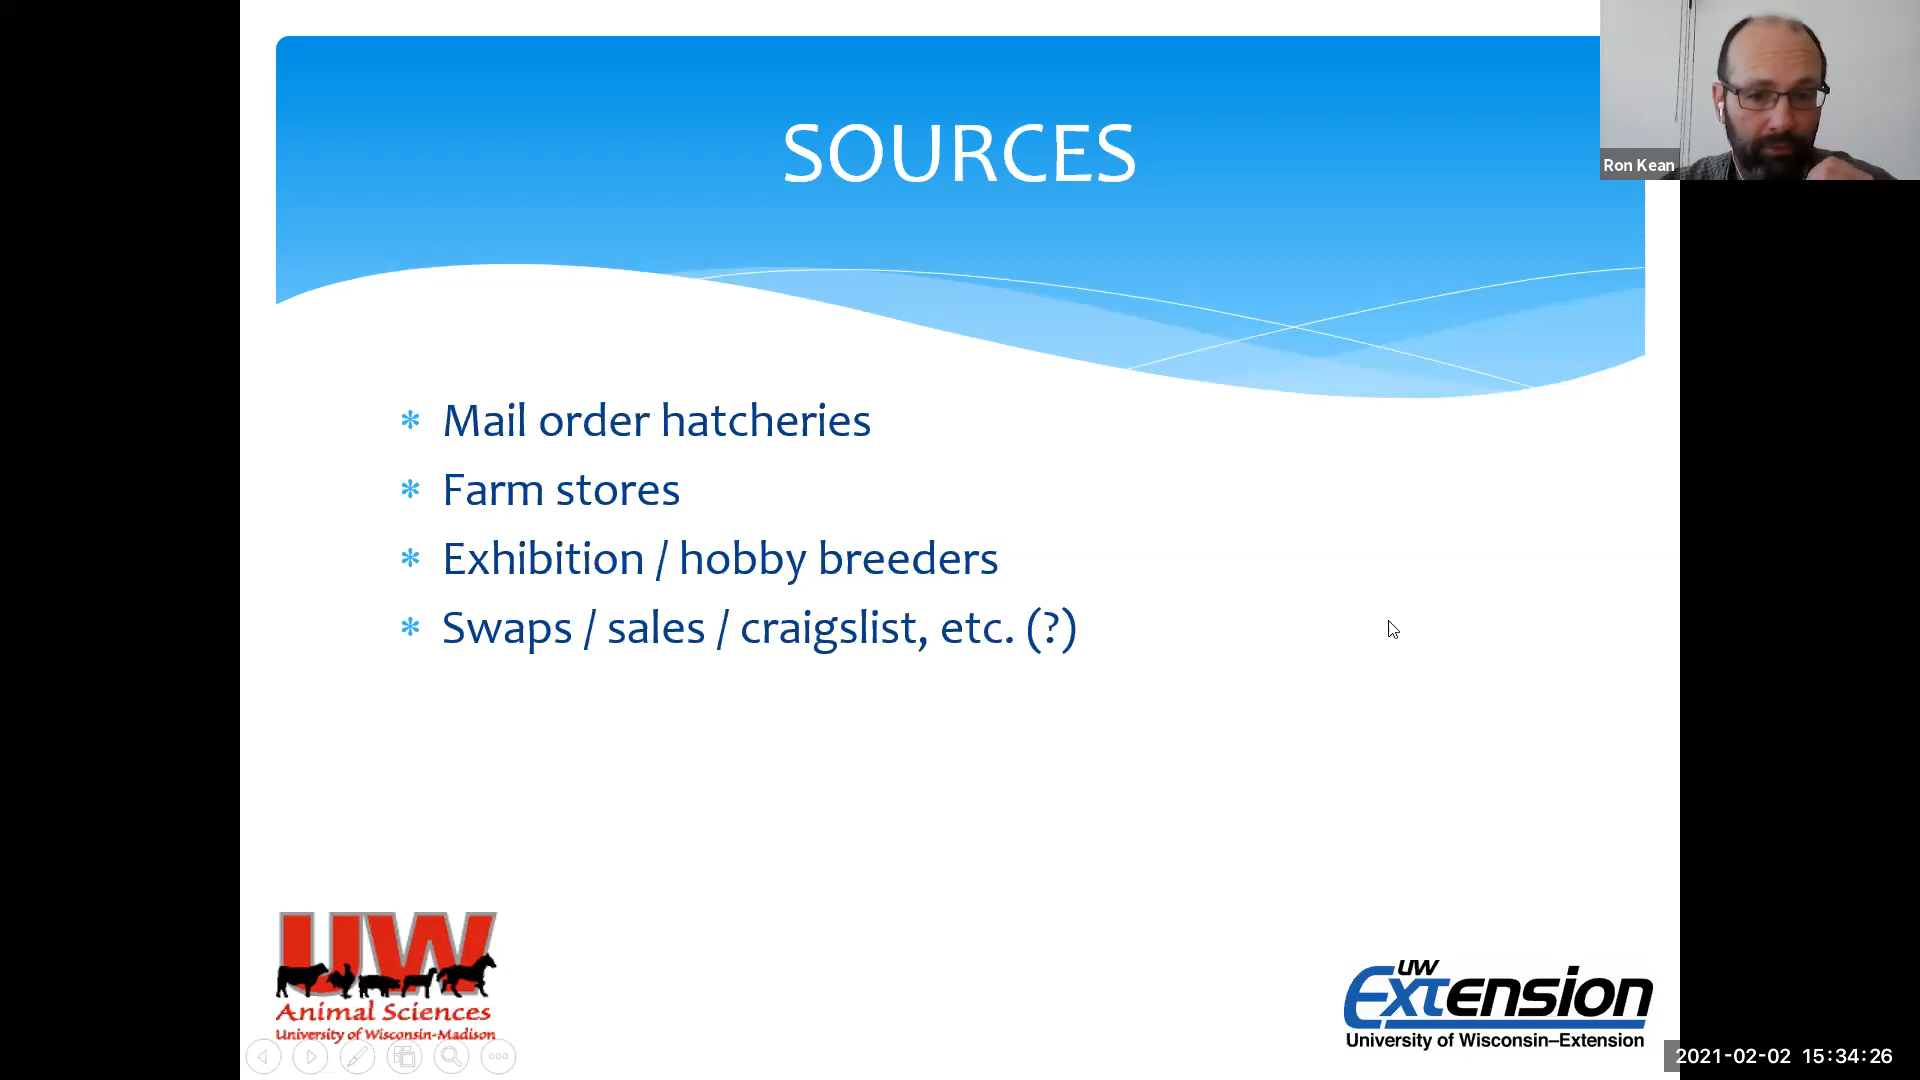 SOURCES
Ron Kean
* Mail order hatcheries
* Farm stores
* Exhibition / hobby breeders
* Swaps / sales / craigslist, etc. (?)
UW
Animal Sciences
University of Wisconsin-Madison
UW
Extension
University of Wisconsin–Extension
2021-02-02 15:34:26